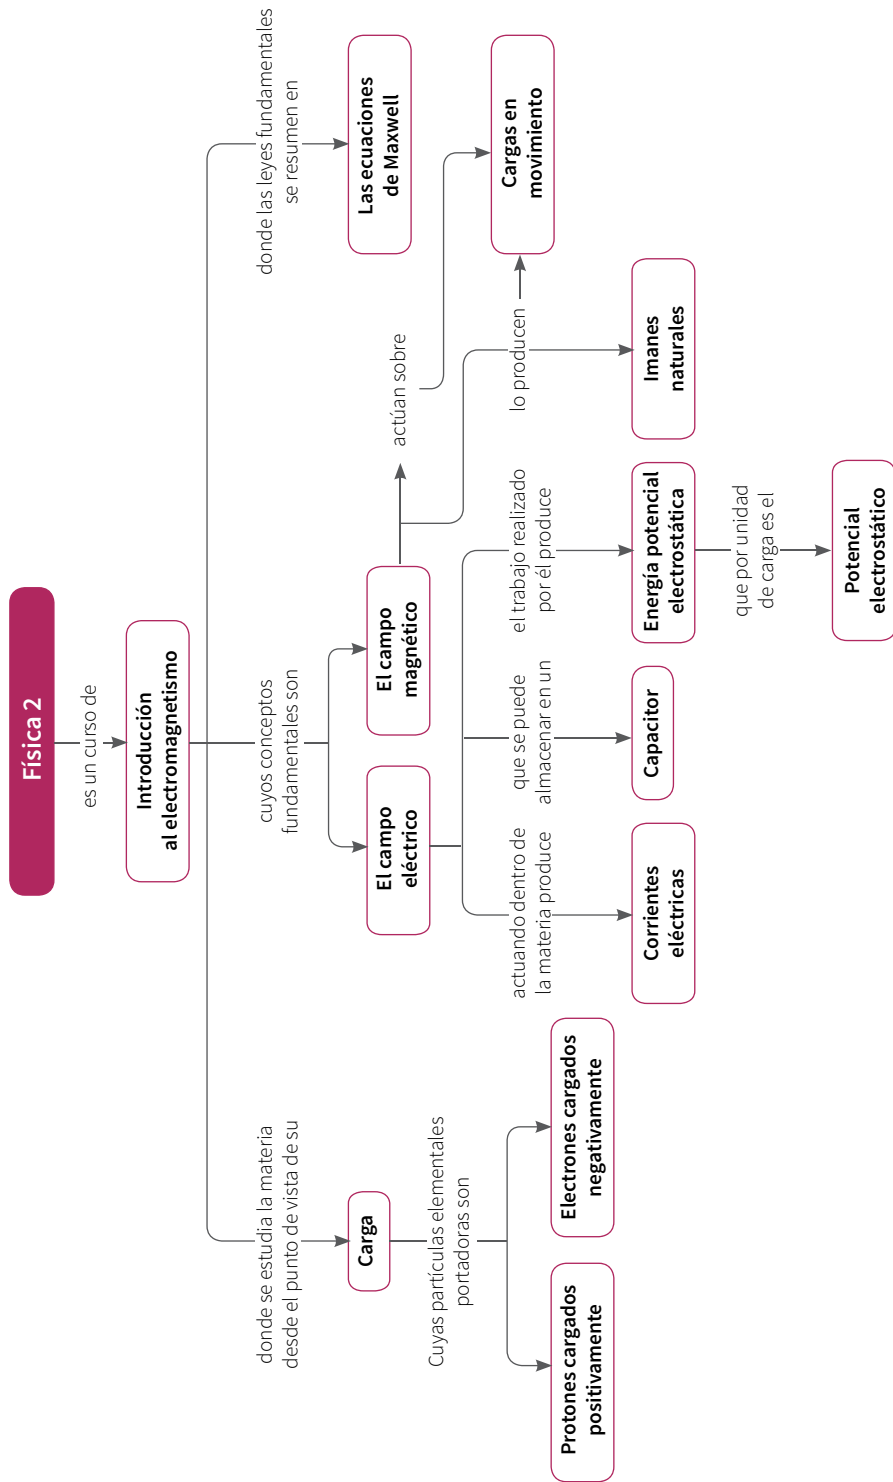 Física 2
es un curso de
Introducción
al electromagnetismo
donde se estudia la materia
desde el punto de vista de su
cuyos conceptos
fundamentales son
donde las leyes fundamentales
se resumen en
Carga
El campo
eléctrico
El campo
magnético
actúan sobre
Las ecuaciones
de Maxwell
Cuyas partículas elementales
portadoras son
actuando dentro de
la materia produce
que se puede
almacenar en un
el trabajo realizado
por él produce
lo producen
Cargas en
movimiento
Protones cargados
positivamente
Electrones cargados
negativamente
Corrientes
eléctricas
Capacitor
Energía potencial
electrostática
Imanes
naturales
que por unidad
de carga es el
Potencial
electrostático